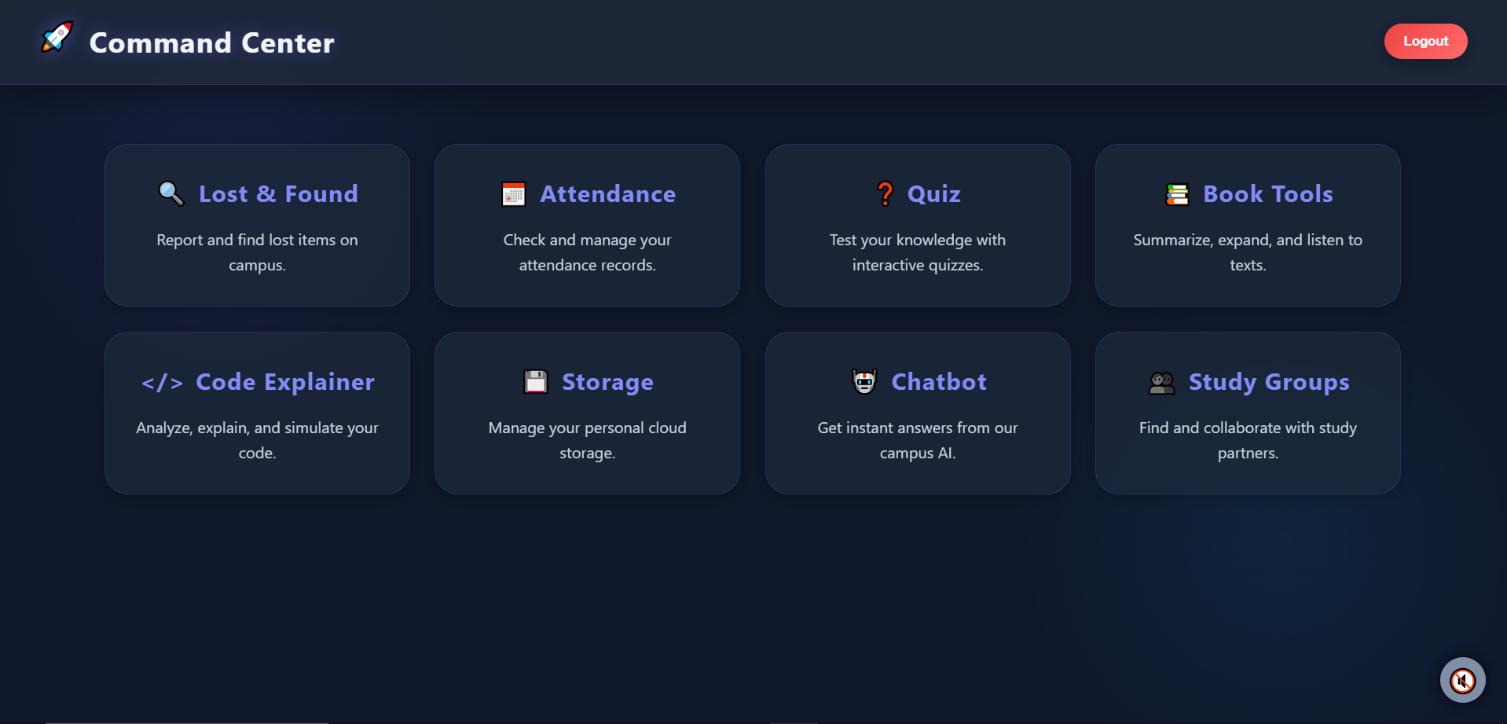 Command Center
Logout
Lost & Found
Report and find lost items on
campus.
Attendance
Check and manage your
attendance records.
Quiz
Test your knowledge with
interactive quizzes.
Book Tools
Summarize, expand, and listen to
texts.
</> Code Explainer
Analyze, explain, and simulate your
code.
Storage
Manage your personal cloud
storage.
Chatbot
Get instant answers from our
campus AI.
Study Groups
Find and collaborate with study
partners.